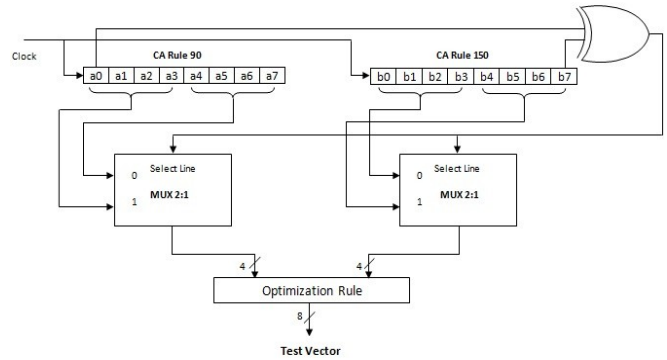 Clock
CA Rule 90
CA Rule 150
a0 a1 a2 a3 a4 a5 a6 a7
b0 b1 b2 b3 b4 b5 b6 b7
Select Line
0
MUX 2:1
1
Select Line
0
MUX 2:1
1
4
4
Optimization Rule
8
Test Vector